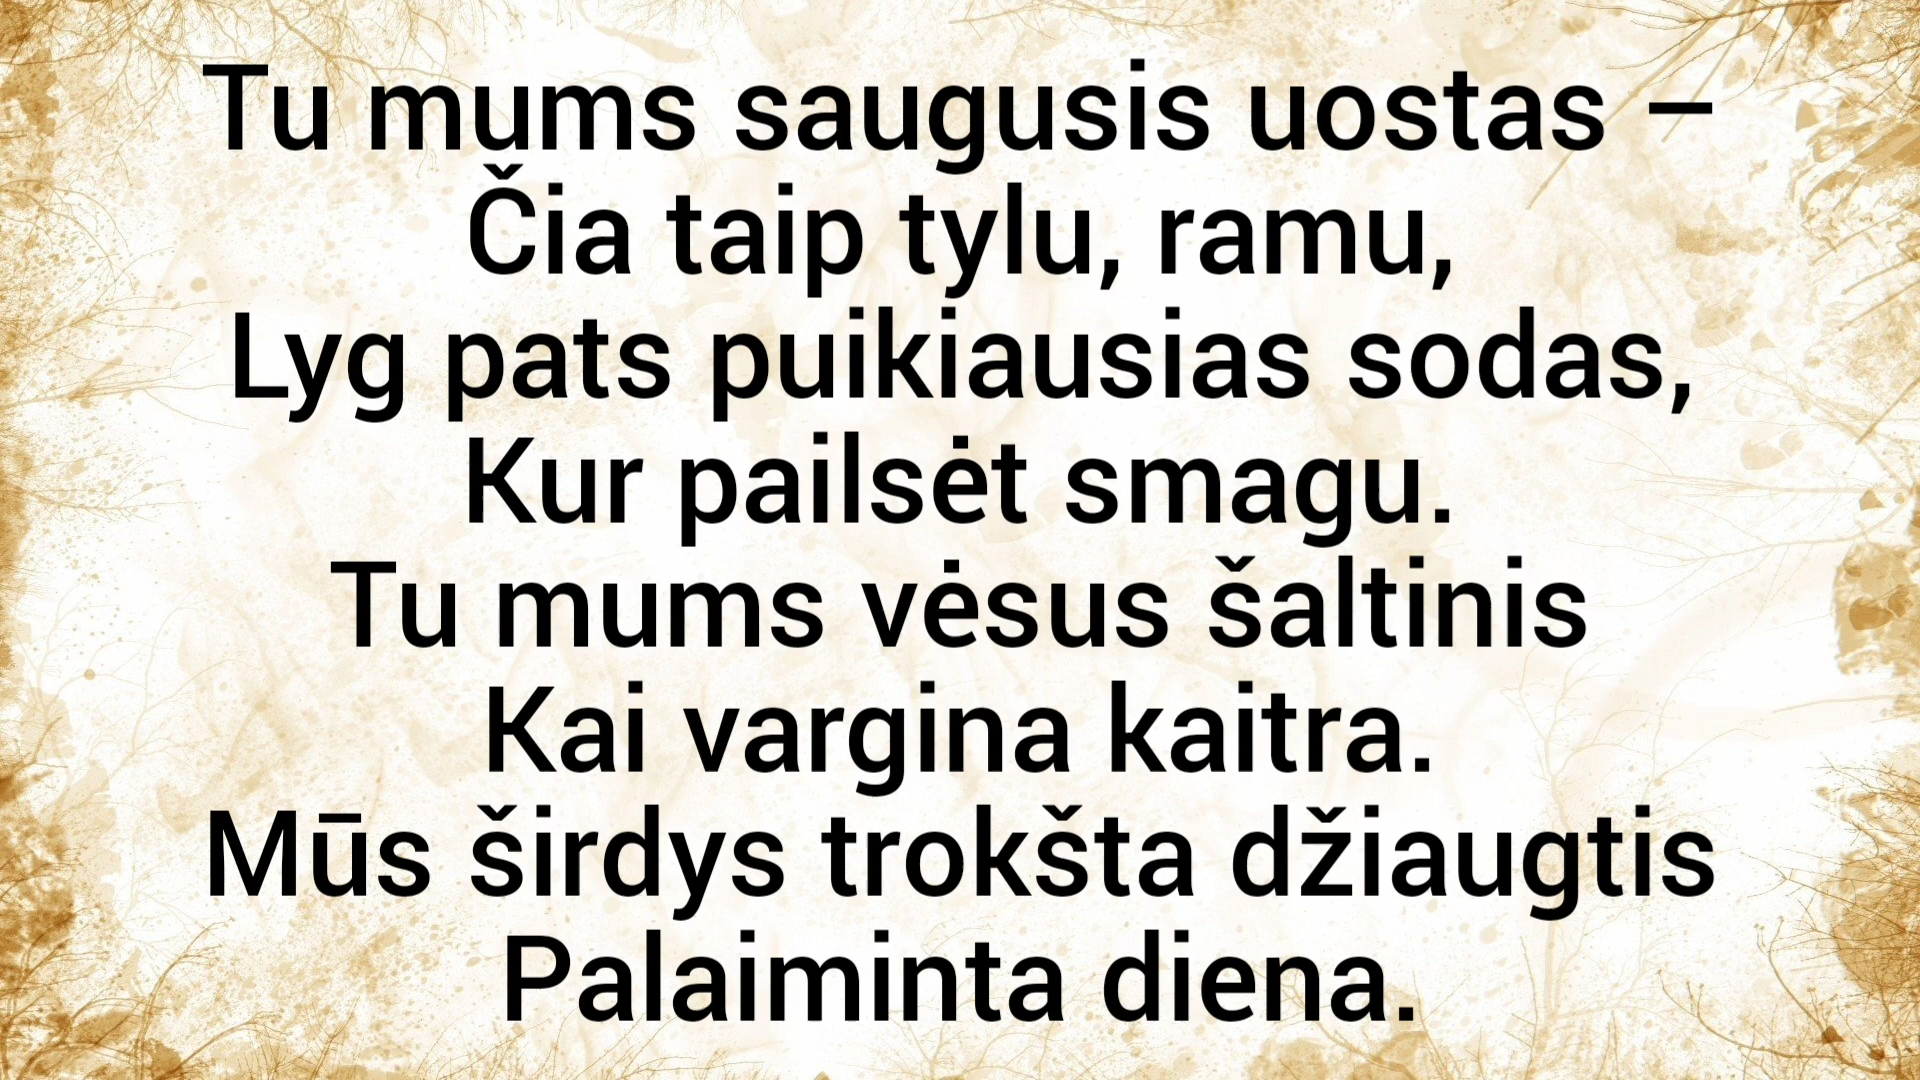 Tu mums saugusis uostas –
Čia taip tylu, ramu,
Lyg pats puikiausias sodas,
Kur pailsėt smagu.
Tu mums vėsus šaltinis
Kai vargina kaitra.
Mūs širdys trokšta džiaugtis
Palaiminta diena.